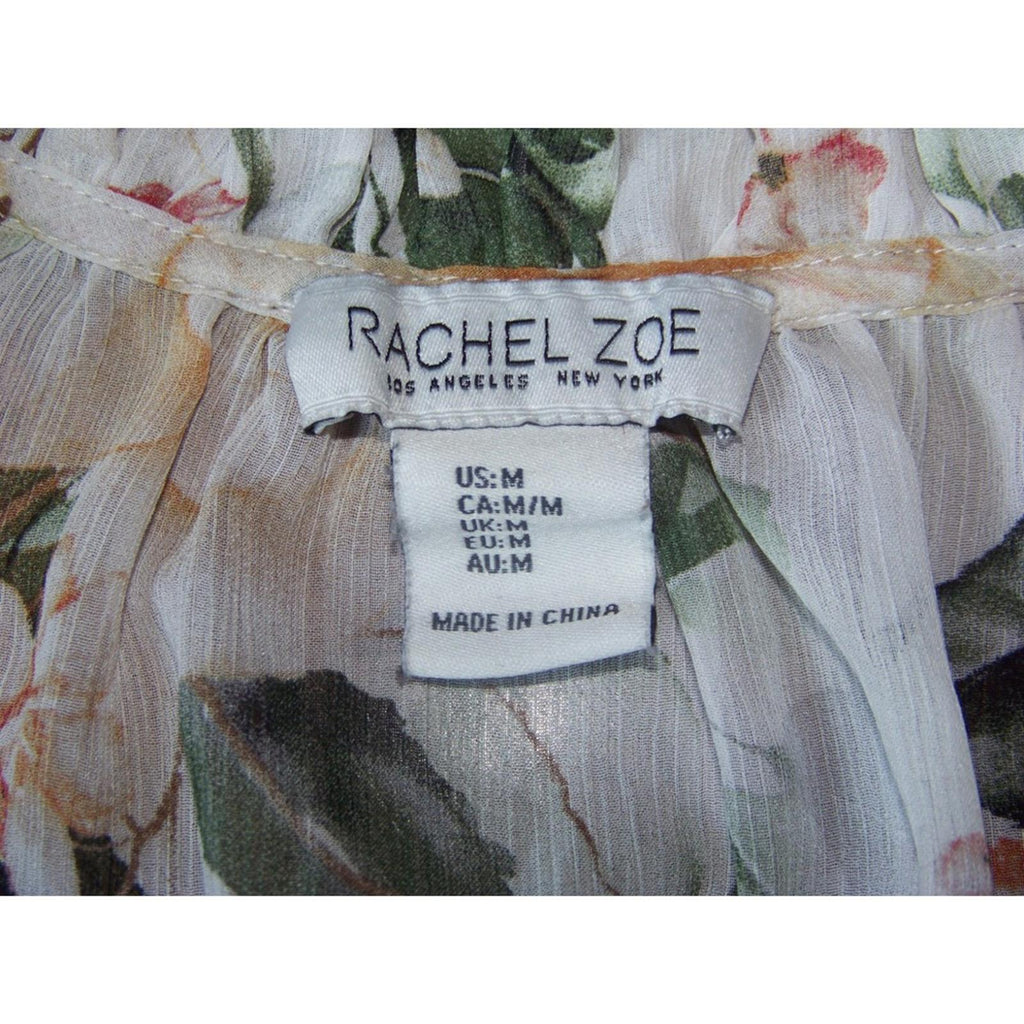 RACHEL ZOE
LOS ANGELES NEW YORK
US:M
CA:M/M
UK:M
EU:M
AU:M
MADE IN CHINA